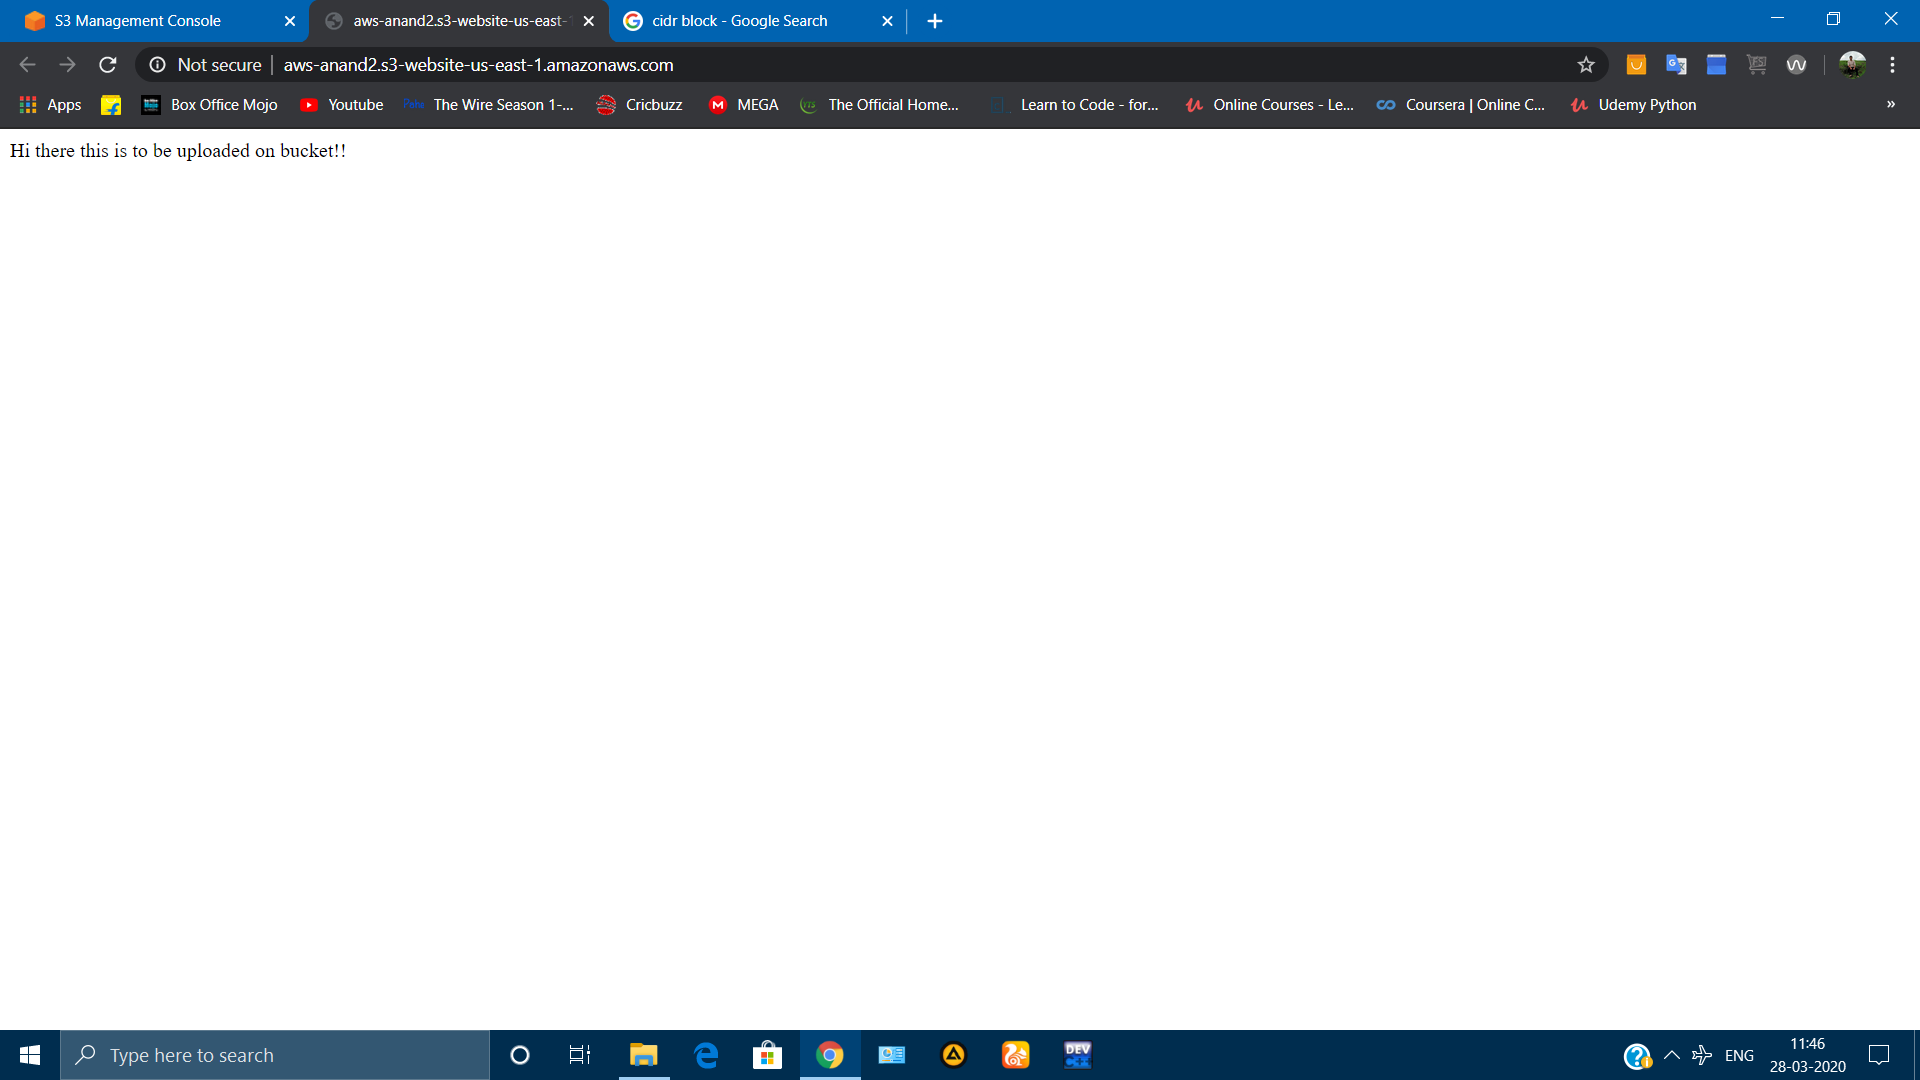 S3 Management Console
aws-anand2.s3-website-us-east-
cidr block - Google Search
Not secure
aws-anand2.s3-website-us-east-1.amazonaws.com
Apps
Box Office Mojo
Youtube
The Wire Season 1-...
Cricbuzz
M MEGA
The Official Home...
Learn to Code - for...
Online Courses - Le...
Coursera | Online C...
Udemy Python
»
Hi there this is to be uploaded on bucket!!
Type here to search
DEV
ENG
11:46
28-03-2020